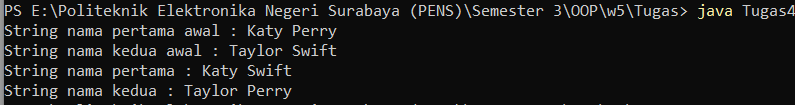 PS E:\Politeknik Elektronika Negeri Surabaya (PENS)\Semester 3\OOP\w5\Tugas> java Tugas4
String nama pertama awal : Katy Perry
String nama kedua awal : Taylor Swift
String nama pertama : Katy Swift
String nama kedua : Taylor Perry